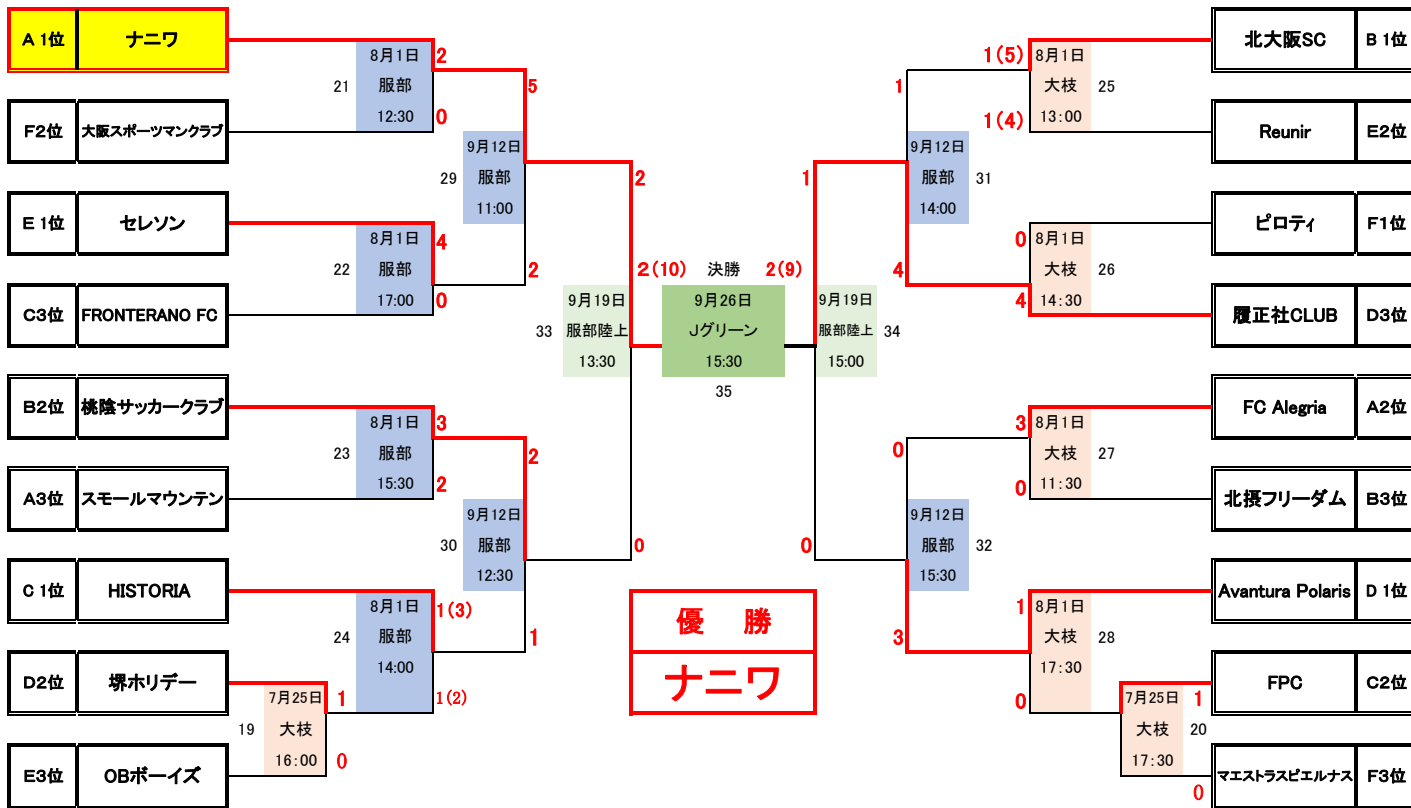 A 1位 ナニワ
F2位 大阪スポーツマンクラブ
E 1位 セレソン
C3位 FRONTERANO FC
B2位 桃陰サッカークラブ
A3位 スモールマウンテン
C 1位 HISTORIA
D2位 堺ホリデー
E3位 OBボーイズ
21
8月1日
服部
12:30
2
0
22
8月1日
服部
17:00
4
0
23
8月1日
服部
15:30
3
2
24
8月1日
服部
14:00
1(3)
1(2)
19
7月25日
大枝
16:00
1
0
29
9月12日
服部
11:00
5
2
30
9月12日
服部
12:30
2
1
33
9月19日
服部陸上
13:30
2
0
2(10) 決勝 2(9)
9月26日
Jグリーン
15:30
35
優 勝
ナニワ
1
0
9月19日
服部陸上
15:00
34
1
4
9月12日
服部
14:00
31
0
3
9月12日
服部
15:30
32
1(5)
1(4)
8月1日
大枝
13:00
25
0
4
8月1日
大枝
14:30
26
3
0
8月1日
大枝
11:30
27
1
0
8月1日
大枝
17:30
28
7月25日
大枝
17:30
20
1
0
北大阪SC B 1位
Reunir E2位
ピロティ F1位
履正社CLUB D3位
FC Alegria A2位
北摂フリーダム B3位
Avantura Polaris D 1位
FPC C2位
マエストラスピエルナス F3位